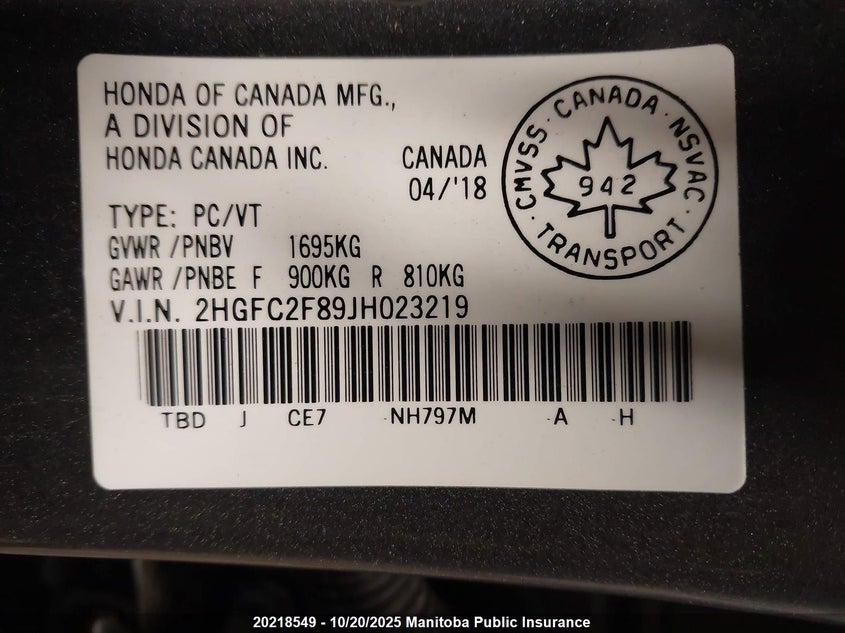 HONDA OF CANADA MFG.,
A DIVISION OF
HONDA CANADA INC. CANADA
04/'18
CMVSS · CANADA · NSVAC · TRANSPORT ·
942
TYPE: PC/VT
GVWR /PNBV 1695KG
GAWR /PNBE F 900KG R 810KG
V.I.N. 2HGFC2F89JH023219
TBD J CE7 NH797M A H
20218549 - 10/20/2025 Manitoba Public Insurance